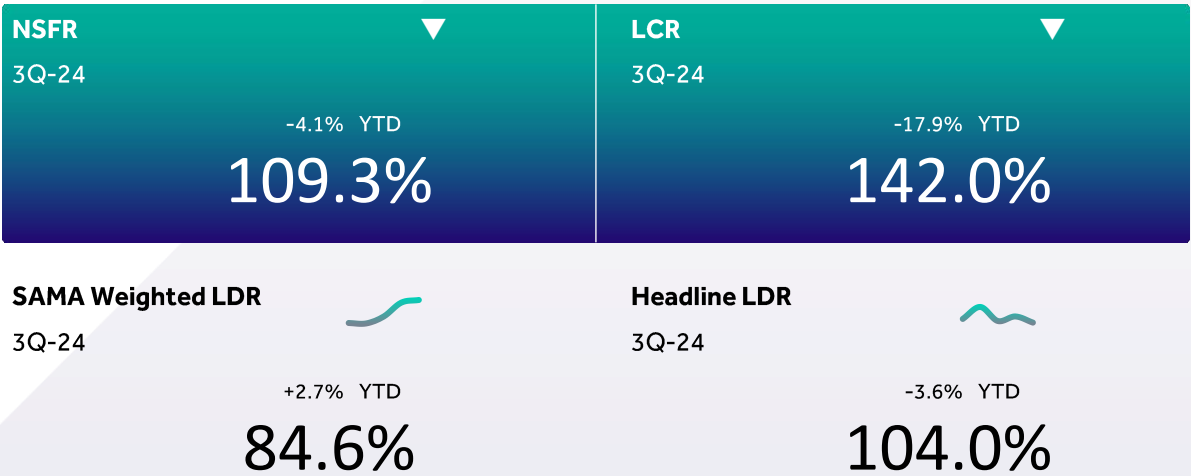 NSFR
3Q-24
-4.1% YTD
109.3%
LCR
3Q-24
-17.9% YTD
142.0%
SAMA Weighted LDR
3Q-24
+2.7% YTD
84.6%
Headline LDR
3Q-24
-3.6% YTD
104.0%